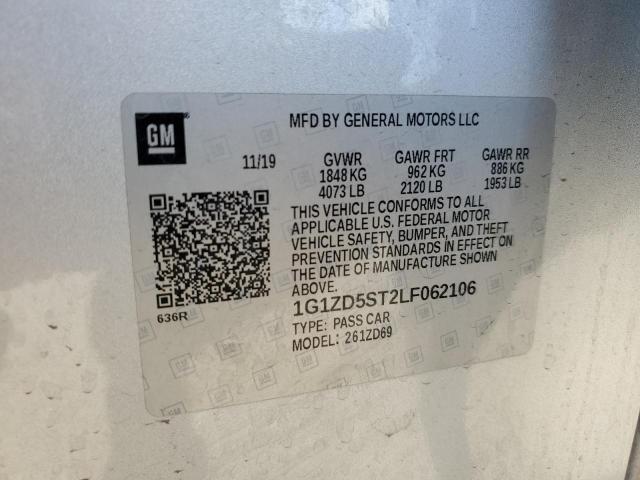 GM
MFD BY GENERAL MOTORS LLC
11/19 GVWR GAWR FRT GAWR RR
1848 KG 962 KG 886 KG
4073 LB 2120 LB 1953 LB
THIS VEHICLE CONFORMS TO ALL
APPLICABLE U.S. FEDERAL MOTOR
VEHICLE SAFETY, BUMPER, AND THEFT
PREVENTION STANDARDS IN EFFECT ON
THE DATE OF MANUFACTURE SHOWN
ABOVE.
636R
1G1ZD5ST2LF062106
TYPE: PASS CAR
MODEL: 261ZD69